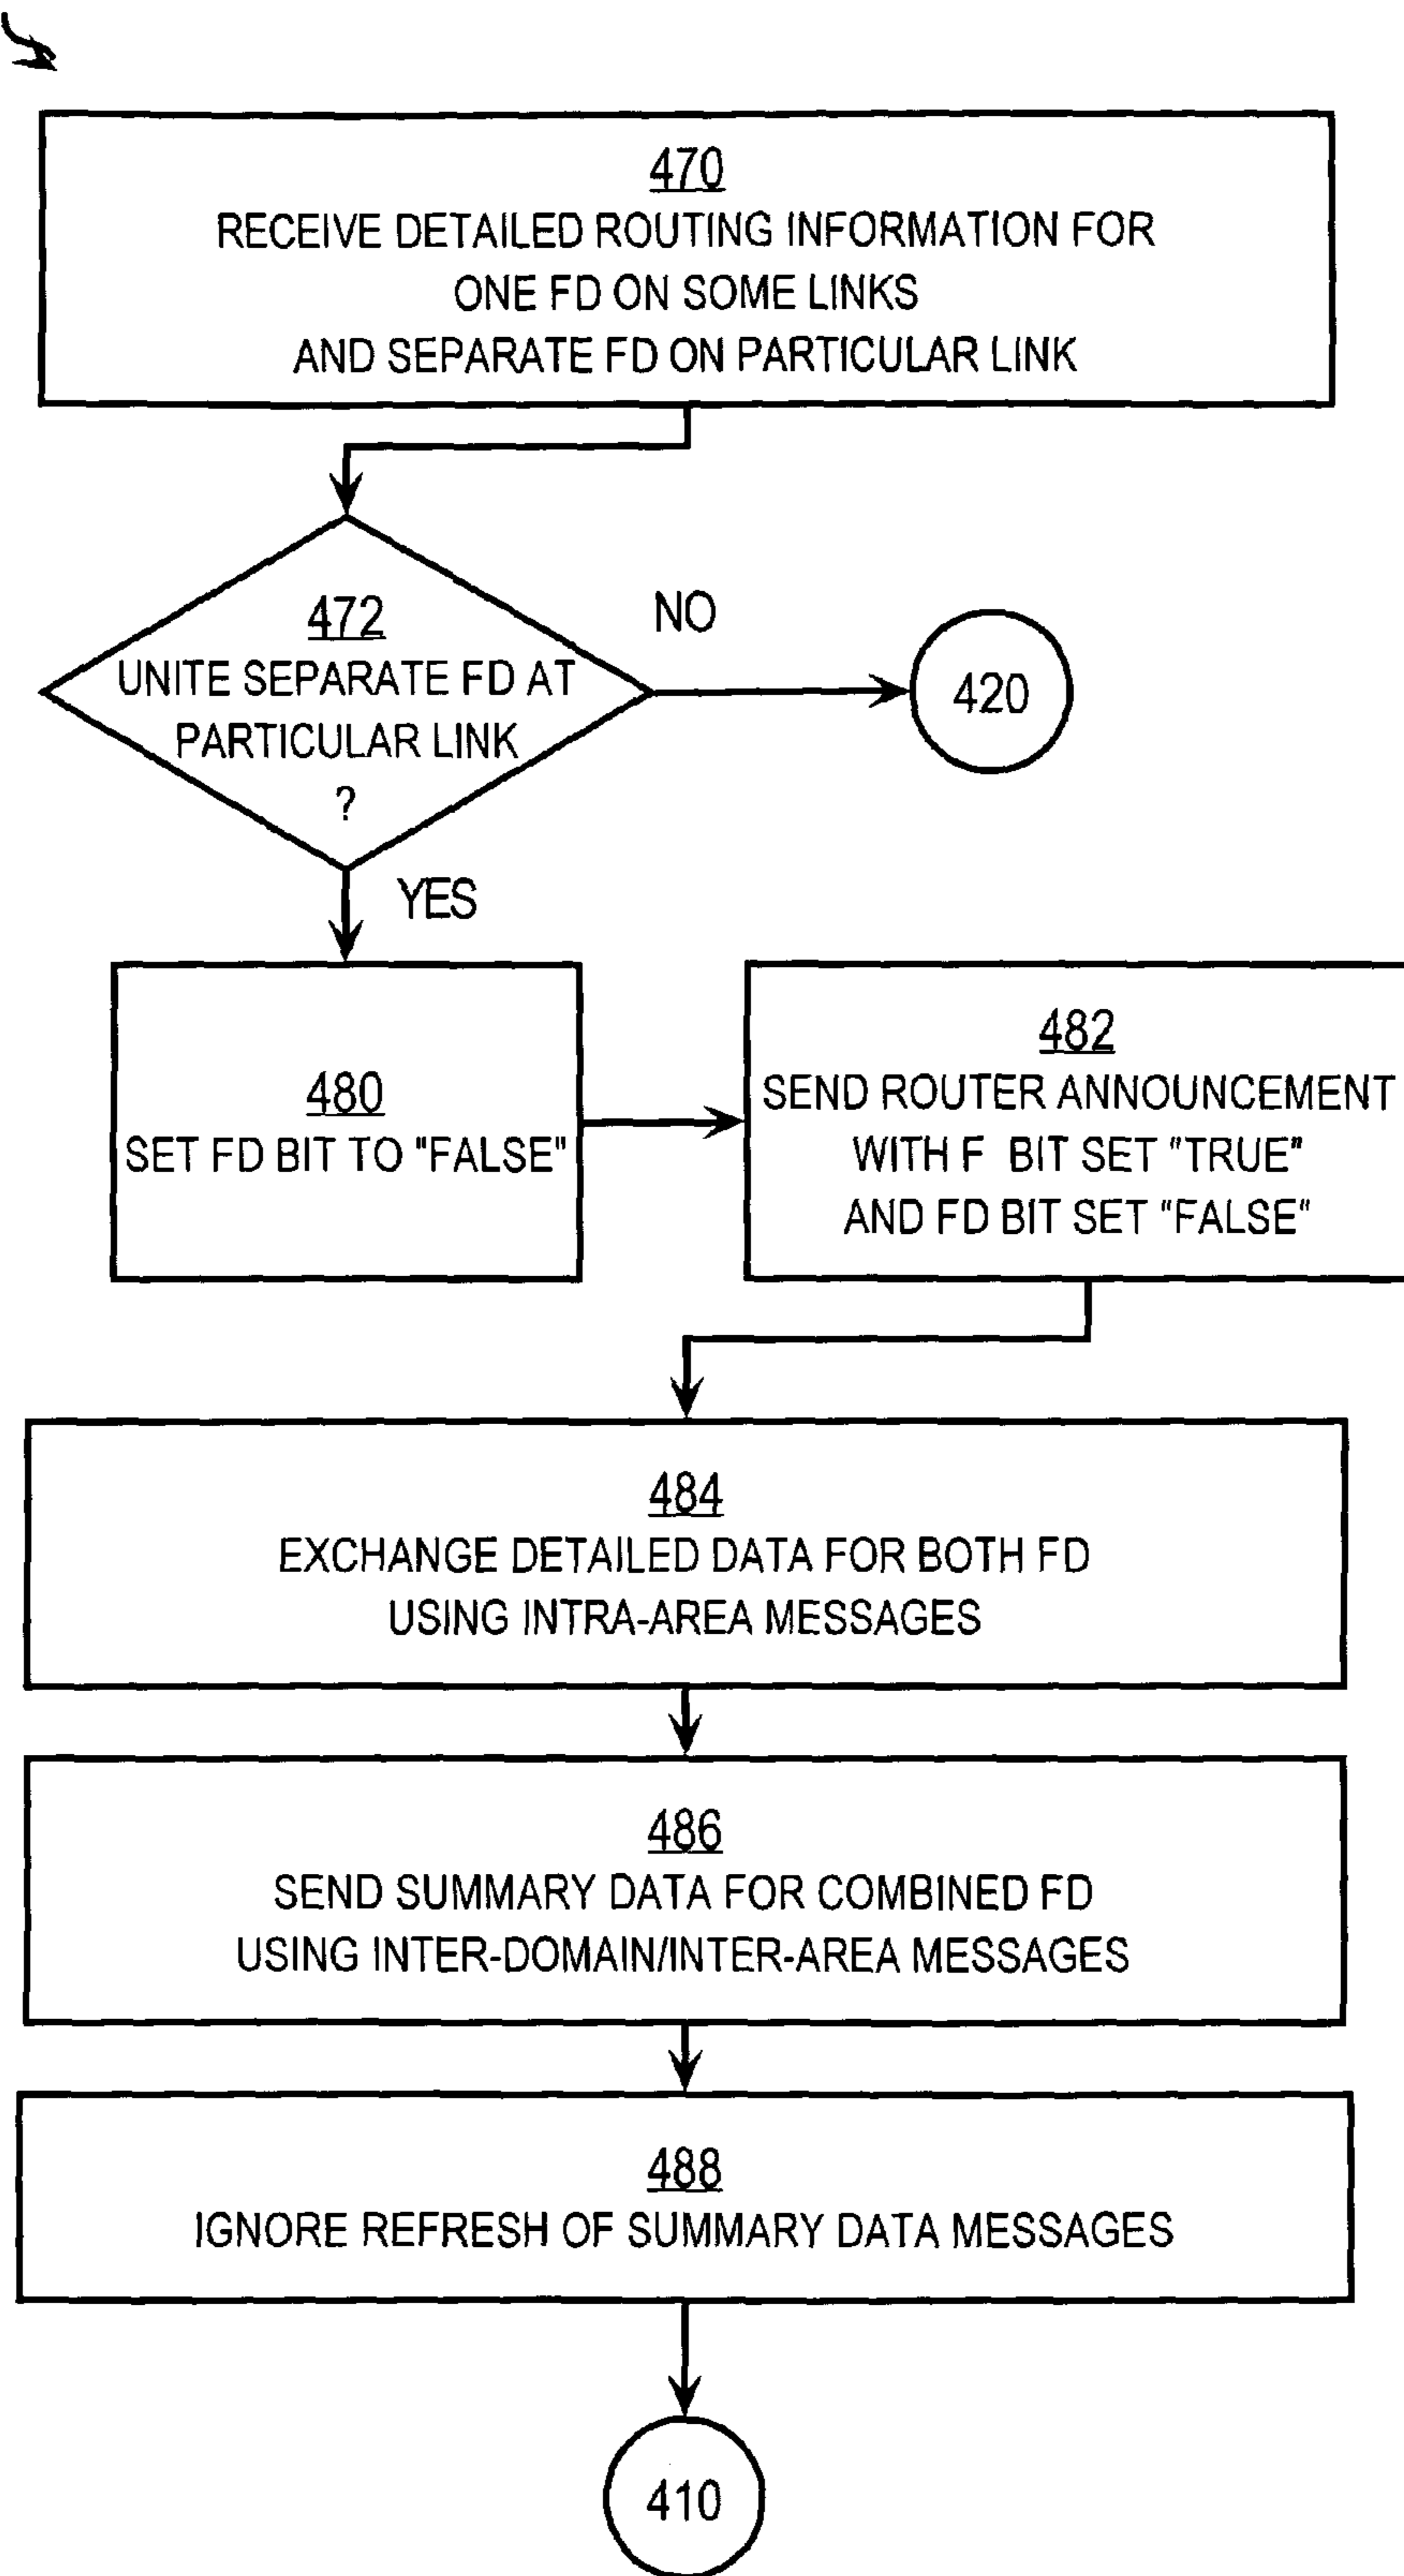 470
RECEIVE DETAILED ROUTING INFORMATION FOR
ONE FD ON SOME LINKS
AND SEPARATE FD ON PARTICULAR LINK
472
UNITE SEPARATE FD AT
PARTICULAR LINK
?
NO
420
YES
480
SET FD BIT TO "FALSE"
482
SEND ROUTER ANNOUNCEMENT
WITH F BIT SET "TRUE"
AND FD BIT SET "FALSE"
484
EXCHANGE DETAILED DATA FOR BOTH FD
USING INTRA-AREA MESSAGES
486
SEND SUMMARY DATA FOR COMBINED FD
USING INTER-DOMAIN/INTER-AREA MESSAGES
488
IGNORE REFRESH OF SUMMARY DATA MESSAGES
410